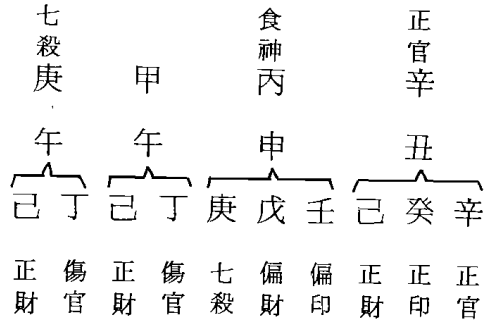 七殺 食神 正官
庚 甲 丙 辛
午 午 申 丑
己 丁 己 丁 庚 戊 壬 己 癸 辛
正財 傷官 正財 傷官 七殺 偏財 偏印 正財 正印 正官